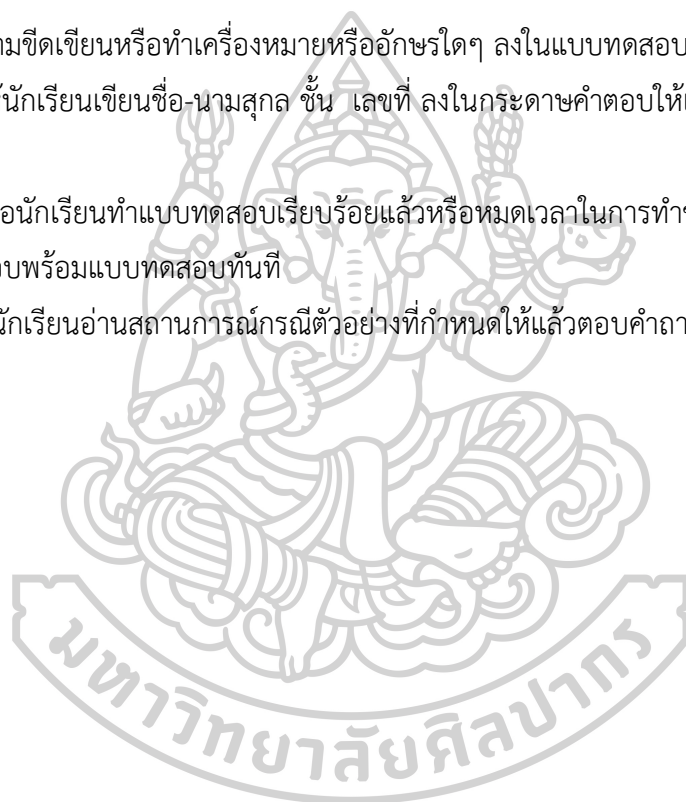 ามขีดเขียนหรือทำเครื่องหมายหรืออักษรใดๆ ลงในแบบทดสอบ
นักเรียนเขียนชื่อ-นามสุกล ชั้น เลขที่ ลงในกระดาษคำตอบให้
อนักเรียนทำแบบทดสอบเรียบร้อยแล้วหรือหมดเวลาในการทำ
อบพร้อมแบบทดสอบทันที
นักเรียนอ่านสถานการณ์กรณีตัวอย่างที่กำหนดให้แล้วตอบคำถา
มหาวิทยาลัยศิลปากร